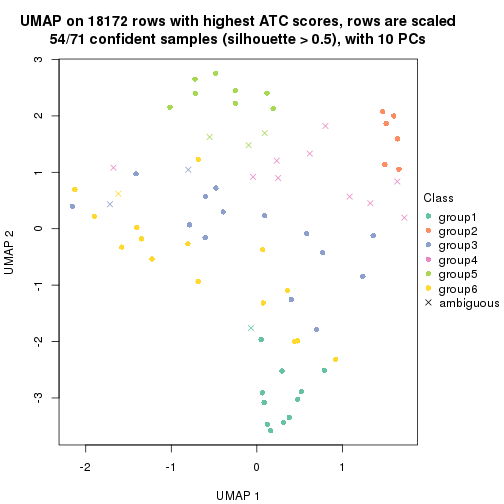 UMAP on 18172 rows with highest ATC scores, rows are scaled
54/71 confident samples (silhouette > 0.5), with 10 PCs
3
2
1
0
-1
-2
-3
UMAP 2
-2
-1
0
1
UMAP 1
Class
group1
group2
group3
group4
group5
group6
ambiguous